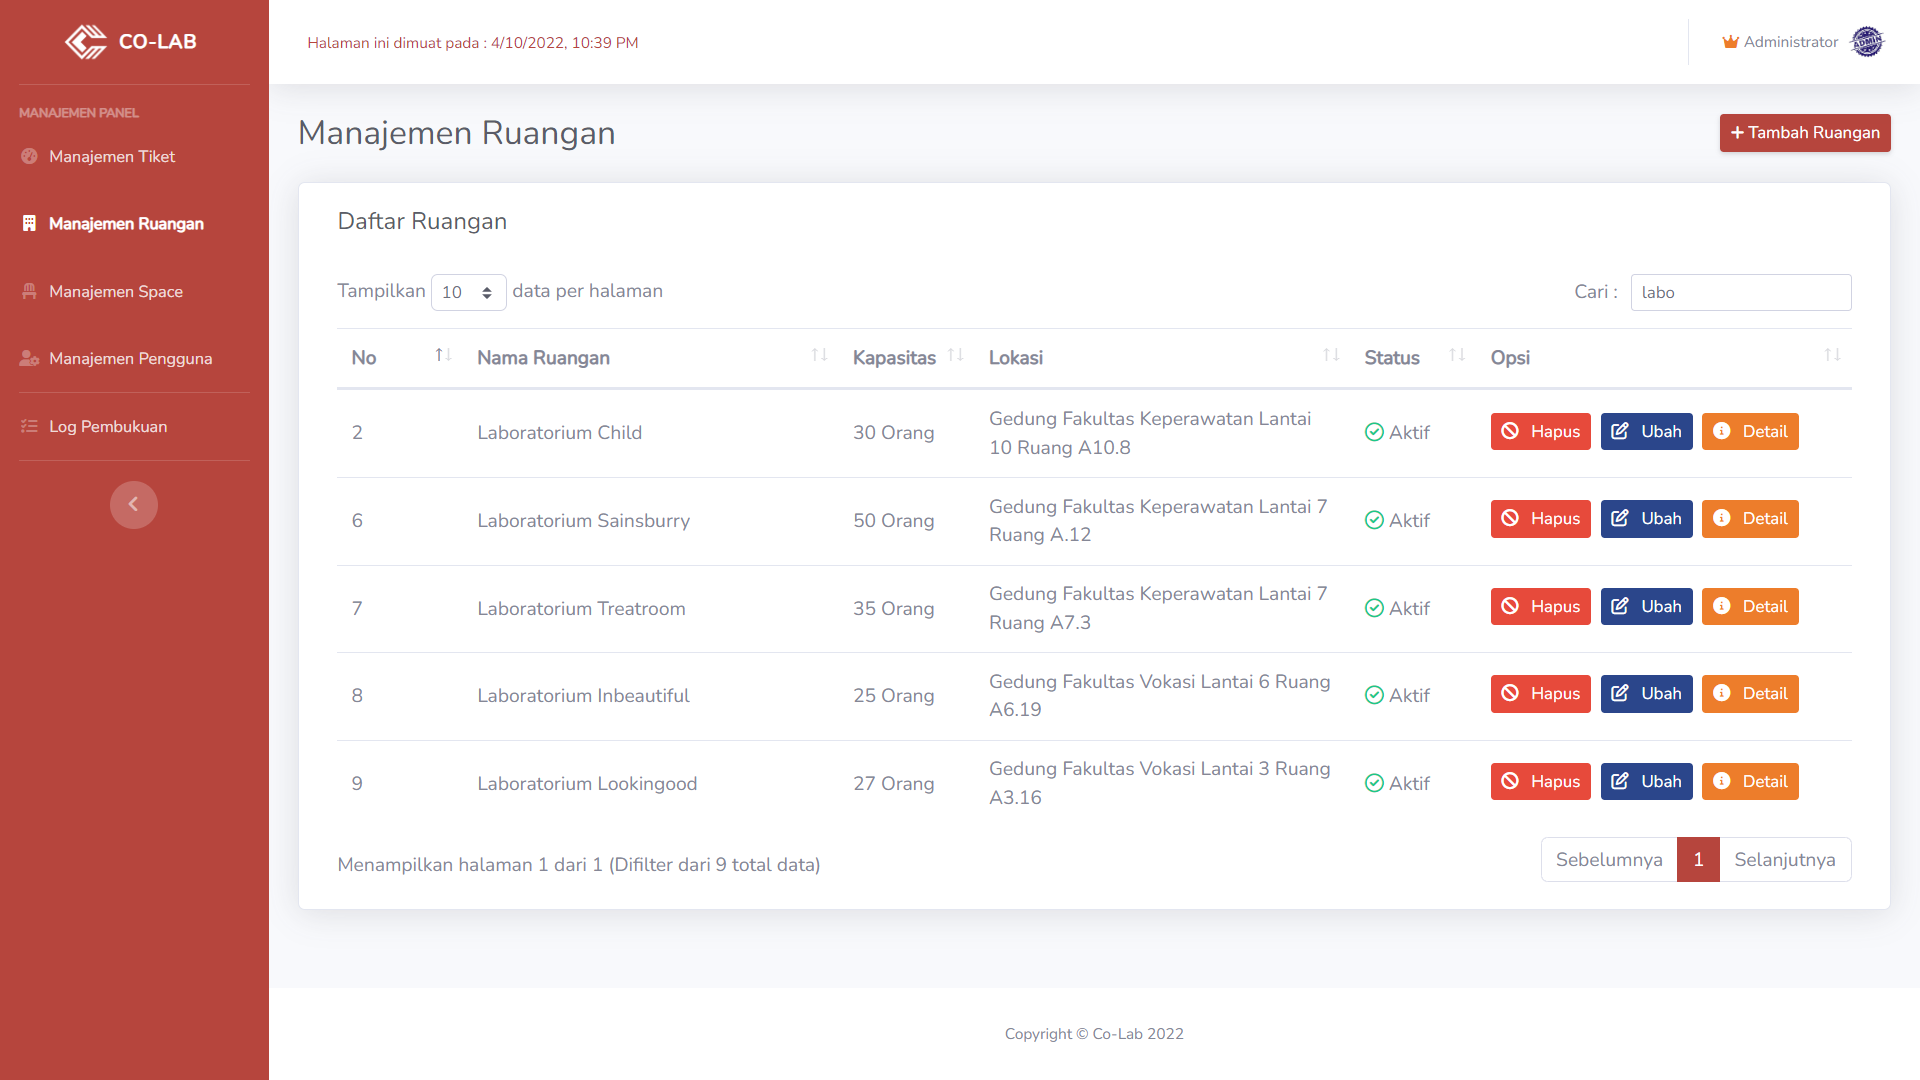 CO-LAB
Halaman ini dimuat pada : 4/10/2022, 10:39 PM
Administrator
ADMIN
MANAJEMEN PANEL
Manajemen Tiket
Manajemen Ruangan
Manajemen Space
Manajemen Pengguna
Log Pembukuan
Manajemen Ruangan
Tambah Ruangan
Daftar Ruangan
Tampilkan 10 data per halaman
Cari : labo
No Nama Ruangan Kapasitas Lokasi Status Opsi
2 Laboratorium Child 30 Orang Gedung Fakultas Keperawatan Lantai
10 Ruang A10.8 Aktif Hapus Ubah Detail
6 Laboratorium Sainsburry 50 Orang Gedung Fakultas Keperawatan Lantai 7
Ruang A.12 Aktif Hapus Ubah Detail
7 Laboratorium Treatroom 35 Orang Gedung Fakultas Keperawatan Lantai 7
Ruang A7.3 Aktif Hapus Ubah Detail
8 Laboratorium Inbeautiful 25 Orang Gedung Fakultas Vokasi Lantai 6 Ruang
A6.19 Aktif Hapus Ubah Detail
9 Laboratorium Lookingood 27 Orang Gedung Fakultas Vokasi Lantai 3 Ruang
A3.16 Aktif Hapus Ubah Detail
Menampilkan halaman 1 dari 1 (Difilter dari 9 total data)
Sebelumnya 1 Selanjutnya
Copyright © Co-Lab 2022